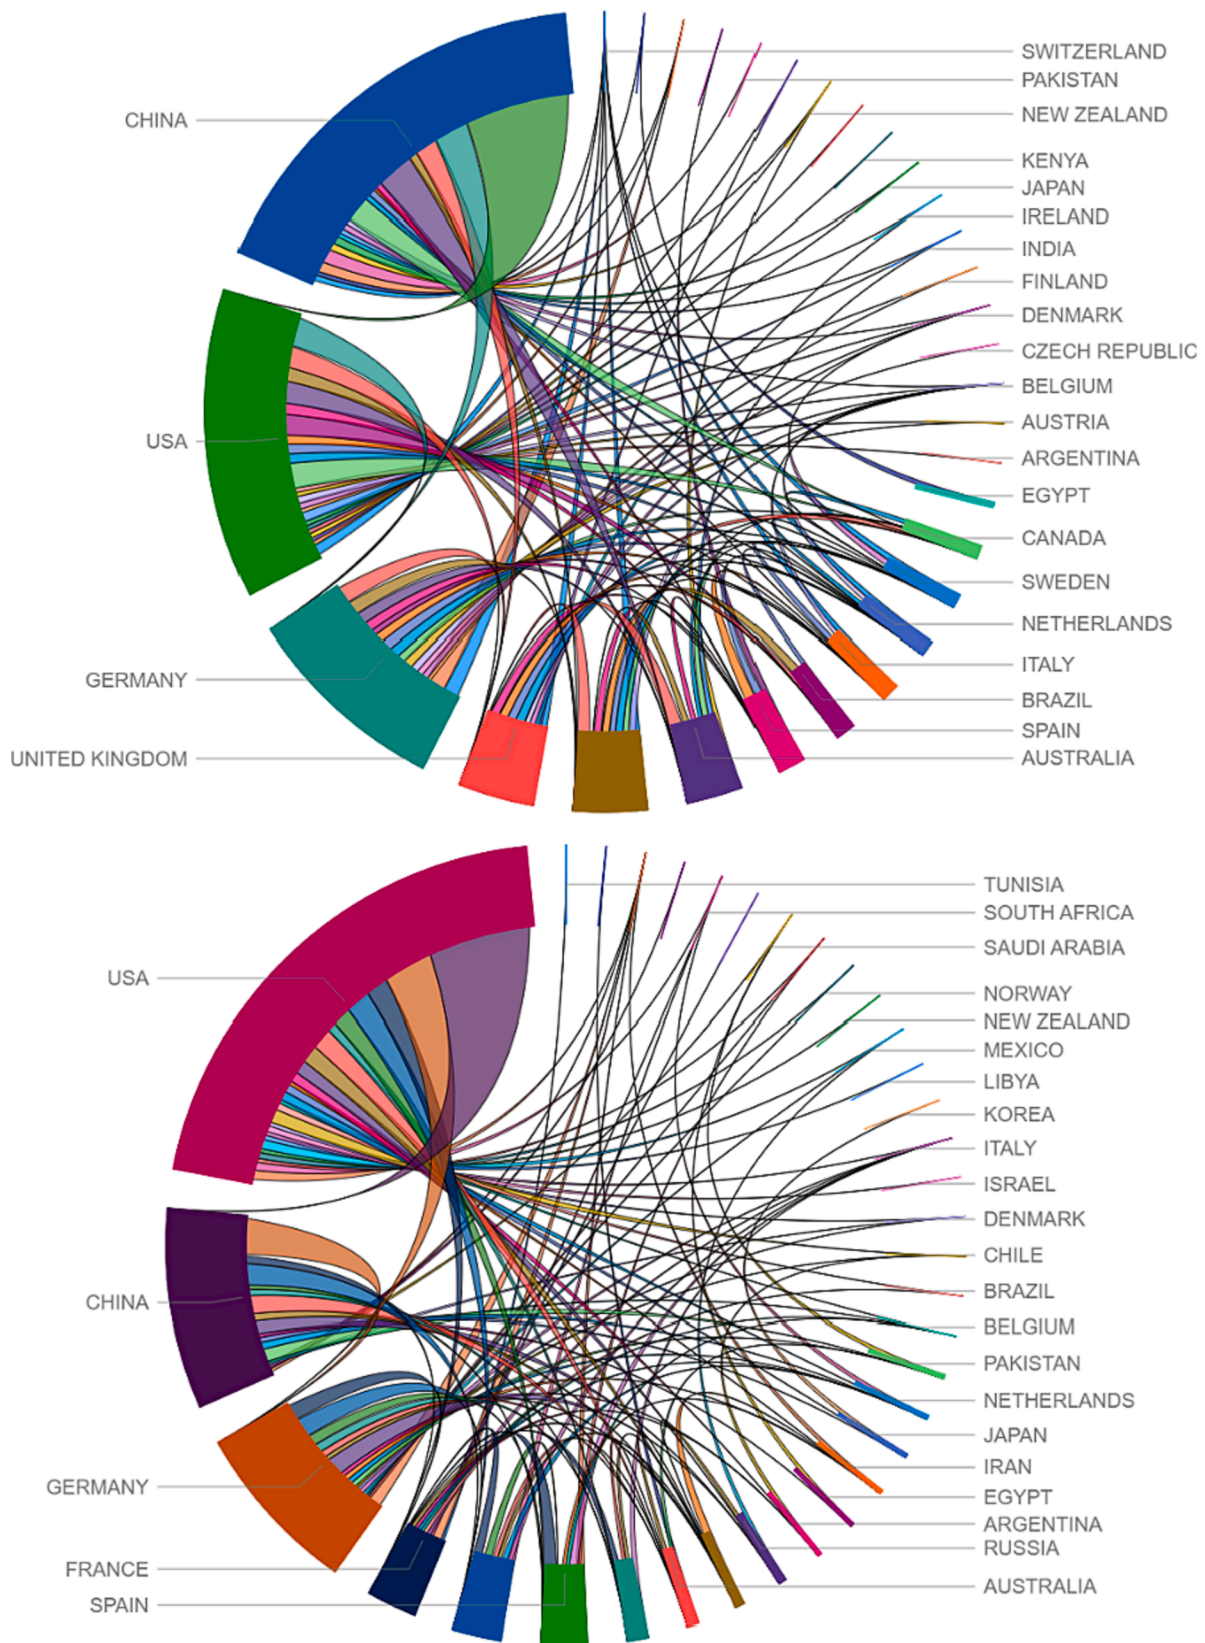 SWITZERLAND
PAKISTAN
NEW ZEALAND
CHINA
KENYA
JAPAN
IRELAND
INDIA
FINLAND
DENMARK
CZECH REPUBLIC
BELGIUM
AUSTRIA
USA
ARGENTINA
EGYPT
CANADA
SWEDEN
NETHERLANDS
ITALY
GERMANY
BRAZIL
SPAIN
UNITED KINGDOM
AUSTRALIA
TUNISIA
SOUTH AFRICA
SAUDI ARABIA
USA
NORWAY
NEW ZEALAND
MEXICO
LIBYA
KOREA
ITALY
ISRAEL
DENMARK
CHILE
BRAZIL
CHINA
BELGIUM
PAKISTAN
NETHERLANDS
JAPAN
IRAN
GERMANY
EGYPT
ARGENTINA
RUSSIA
FRANCE
AUSTRALIA
SPAIN